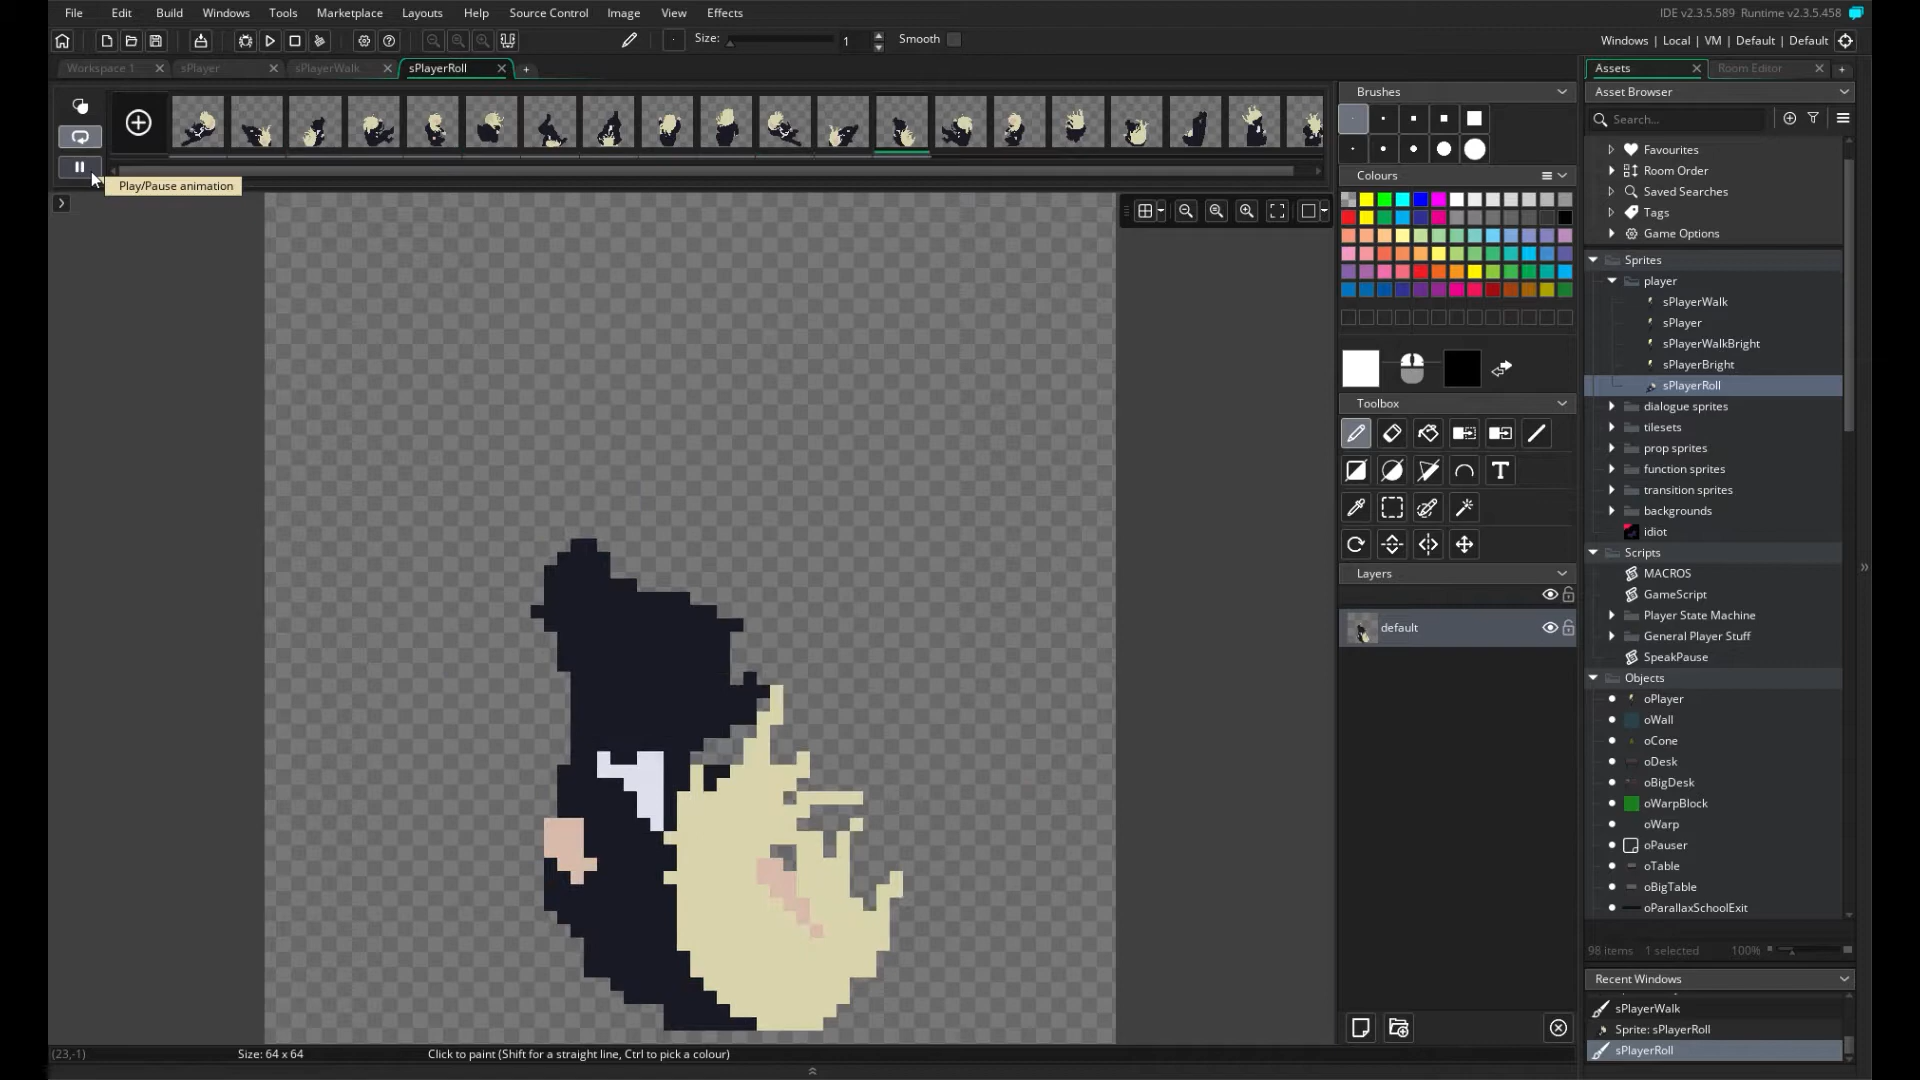 File Edit Build Windows Tools Marketplace Layouts Help Source Control Image View Effects IDE v2.3.5.589 Runtime v2.3.5.458
Size: 1 Smooth Windows | Local | VM | Default | Default
Workspace 1 sPlayer sPlayerWalk sPlayerRoll
Play/Pause animation
Brushes
Colours
Toolbox
T
Layers
default
Assets Room Editor
Asset Browser
Search...
Favourites
Room Order
Saved Searches
Tags
Game Options
Sprites
player
sPlayerWalk
sPlayer
sPlayerWalkBright
sPlayerBright
sPlayerRoll
dialogue sprites
tilesets
prop sprites
function sprites
transition sprites
backgrounds
idiot
Scripts
MACROS
GameScript
Player State Machine
General Player Stuff
SpeakPause
Objects
oPlayer
oWall
oCone
oDesk
oBigDesk
oWarpBlock
oWarp
oPauser
oTable
oBigTable
oParallaxSchoolExit
98 items 1 selected 100%
Recent Windows
sPlayerWalk
Sprite: sPlayerRoll
sPlayerRoll
(23,-1) Size: 64 x 64 Click to paint (Shift for a straight line, Ctrl to pick a colour)